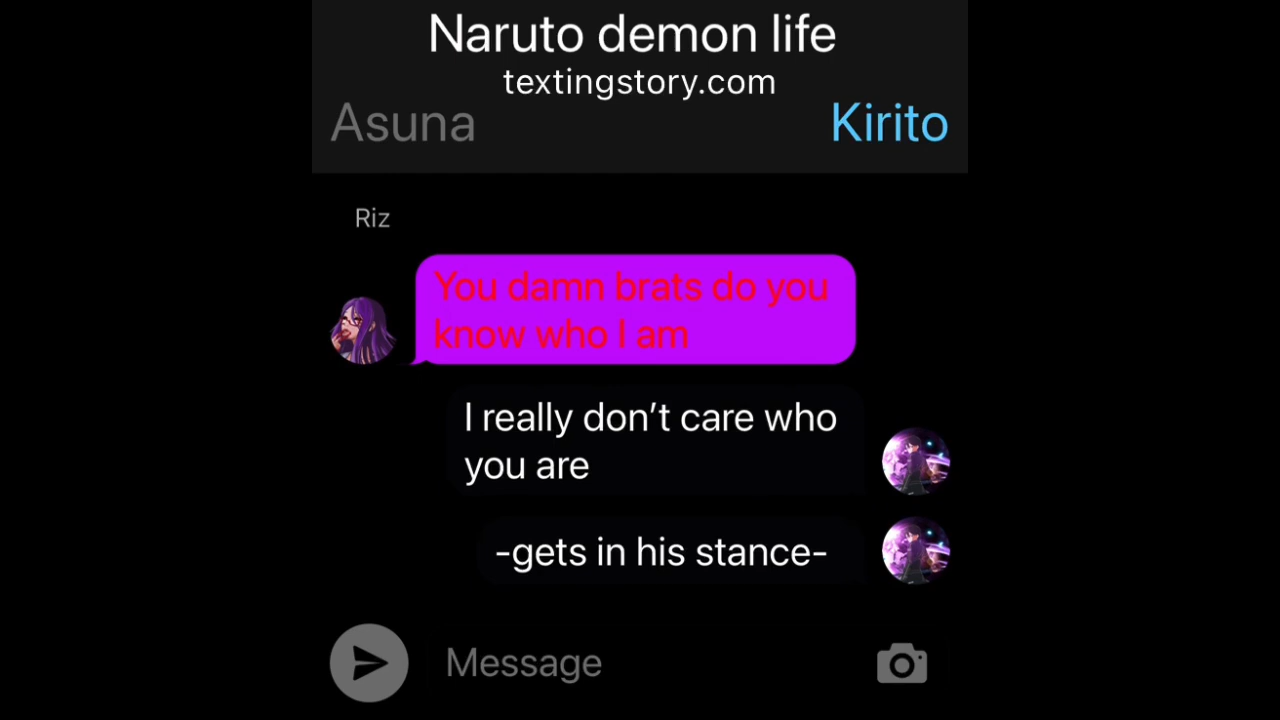 Naruto demon life
textingstory.com
Asuna
Kirito
Riz
You damn brats do you
know who I am
I really don’t care who
you are
-gets in his stance-
Message